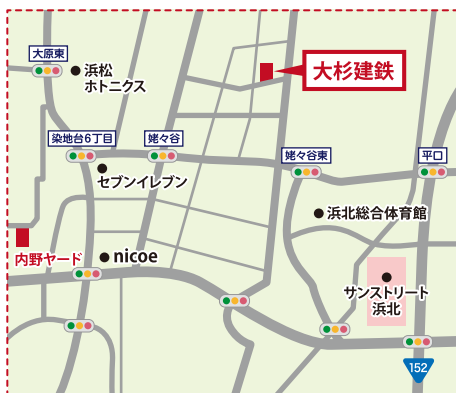 大原東
浜松
ホトニクス
大杉建鉄
染地台6丁目
姥々谷
姥々谷東
平口
セブンイレブン
浜北総合体育館
内野ヤード
nicoe
サンストリート
浜北
152